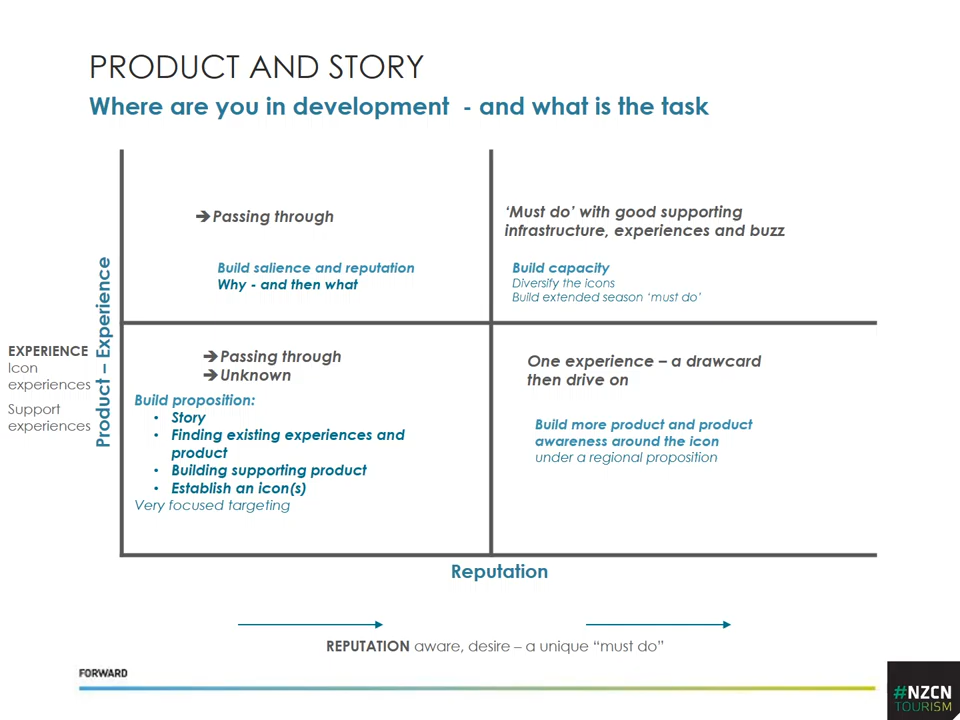 PRODUCT AND STORY
Where are you in development - and what is the task
➔Passing through
Build salience and reputation
Why - and then what
‘Must do’ with good supporting
infrastructure, experiences and buzz
Build capacity
Diversify the icons
Build extended season ‘must do’
Product – Experience
EXPERIENCE
Icon
experiences
Support
experiences
➔Passing through
➔Unknown
Build proposition:
• Story
• Finding existing experiences and
product
• Building supporting product
• Establish an icon(s)
Very focused targeting
One experience – a drawcard
then drive on
Build more product and product
awareness around the icon
under a regional proposition
Reputation
REPUTATION aware, desire – a unique “must do”
FORWARD
#NZCN
TOURISM